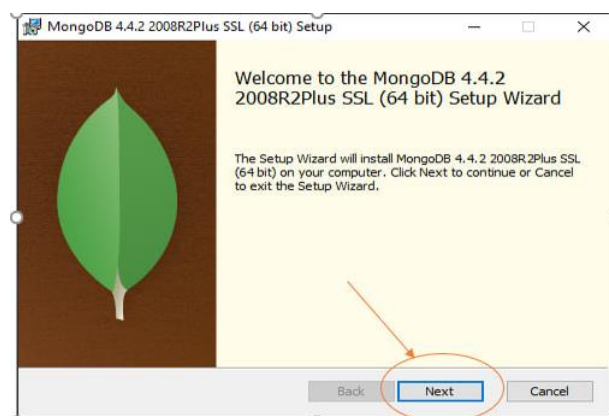 MongoDB 4.4.2 2008R2Plus SSL (64 bit) Setup
Welcome to the MongoDB 4.4.2
2008R2Plus SSL (64 bit) Setup Wizard
The Setup Wizard will install MongoDB 4.4.2 2008R2Plus SSL
(64 bit) on your computer. Click Next to continue or Cancel
to exit the Setup Wizard.
Back Next Cancel